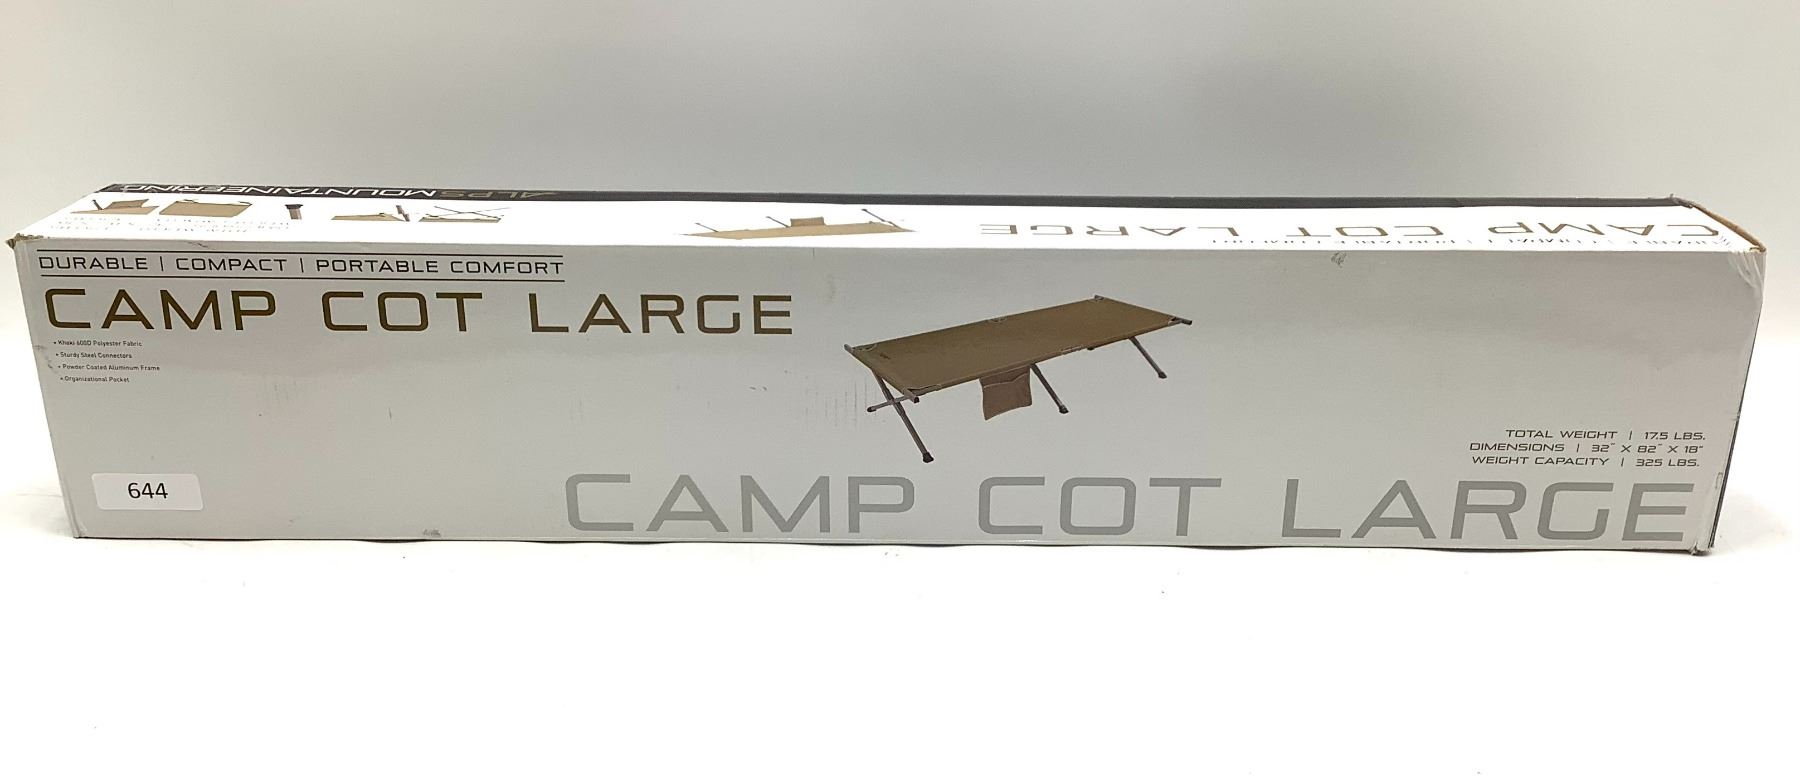 ALPS MOUNTAINEERING
CAMP COT LARGE
DURABLE | COMPACT | PORTABLE COMFORT
CAMP COT LARGE
• Khaki 600D Polyester Fabric
• Sturdy Steel Connectors
• Powder Coated Aluminum Frame
• Organizational Pocket
TOTAL WEIGHT | 17.5 LBS.
DIMENSIONS | 32" X 82" X 18"
WEIGHT CAPACITY | 325 LBS.
644
CAMP COT LARGE